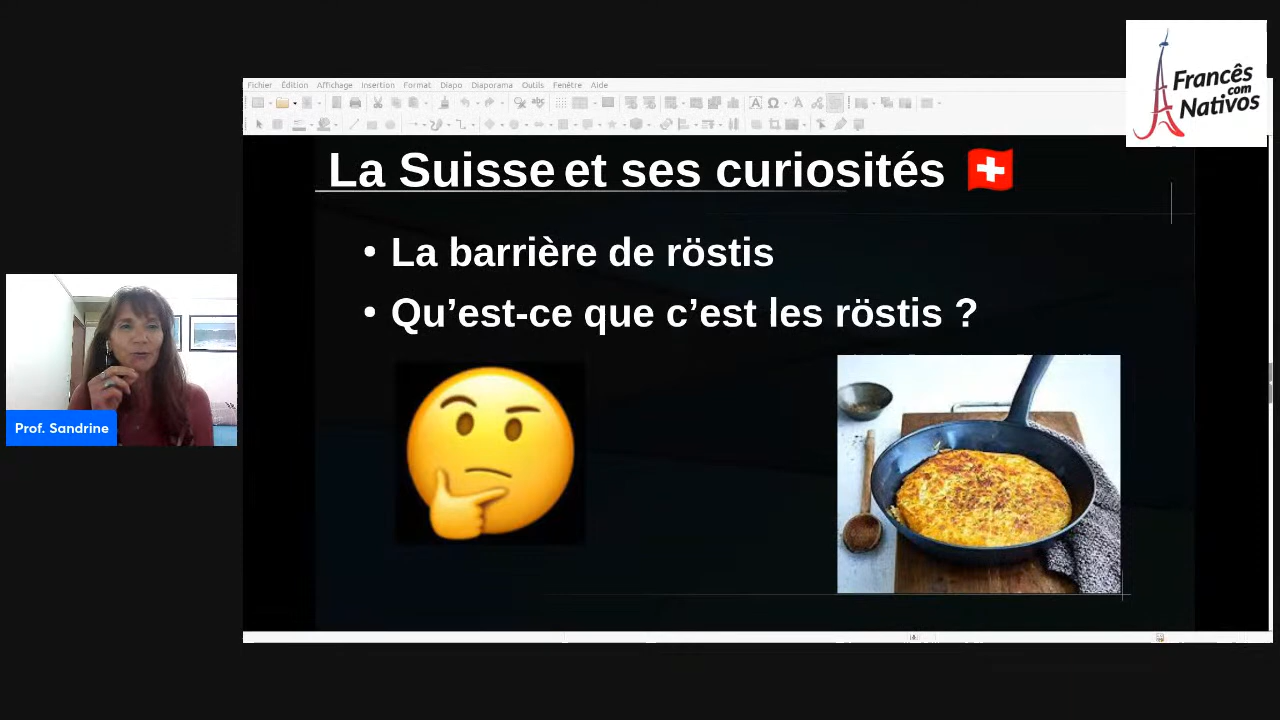 Francês
com
Nativos
Fichier Édition Affichage Insertion Format Diapo Diaporama Outils Fenêtre Aide
La Suisse et ses curiosités
• La barrière de röstis
• Qu’est-ce que c’est les röstis ?
Prof. Sandrine